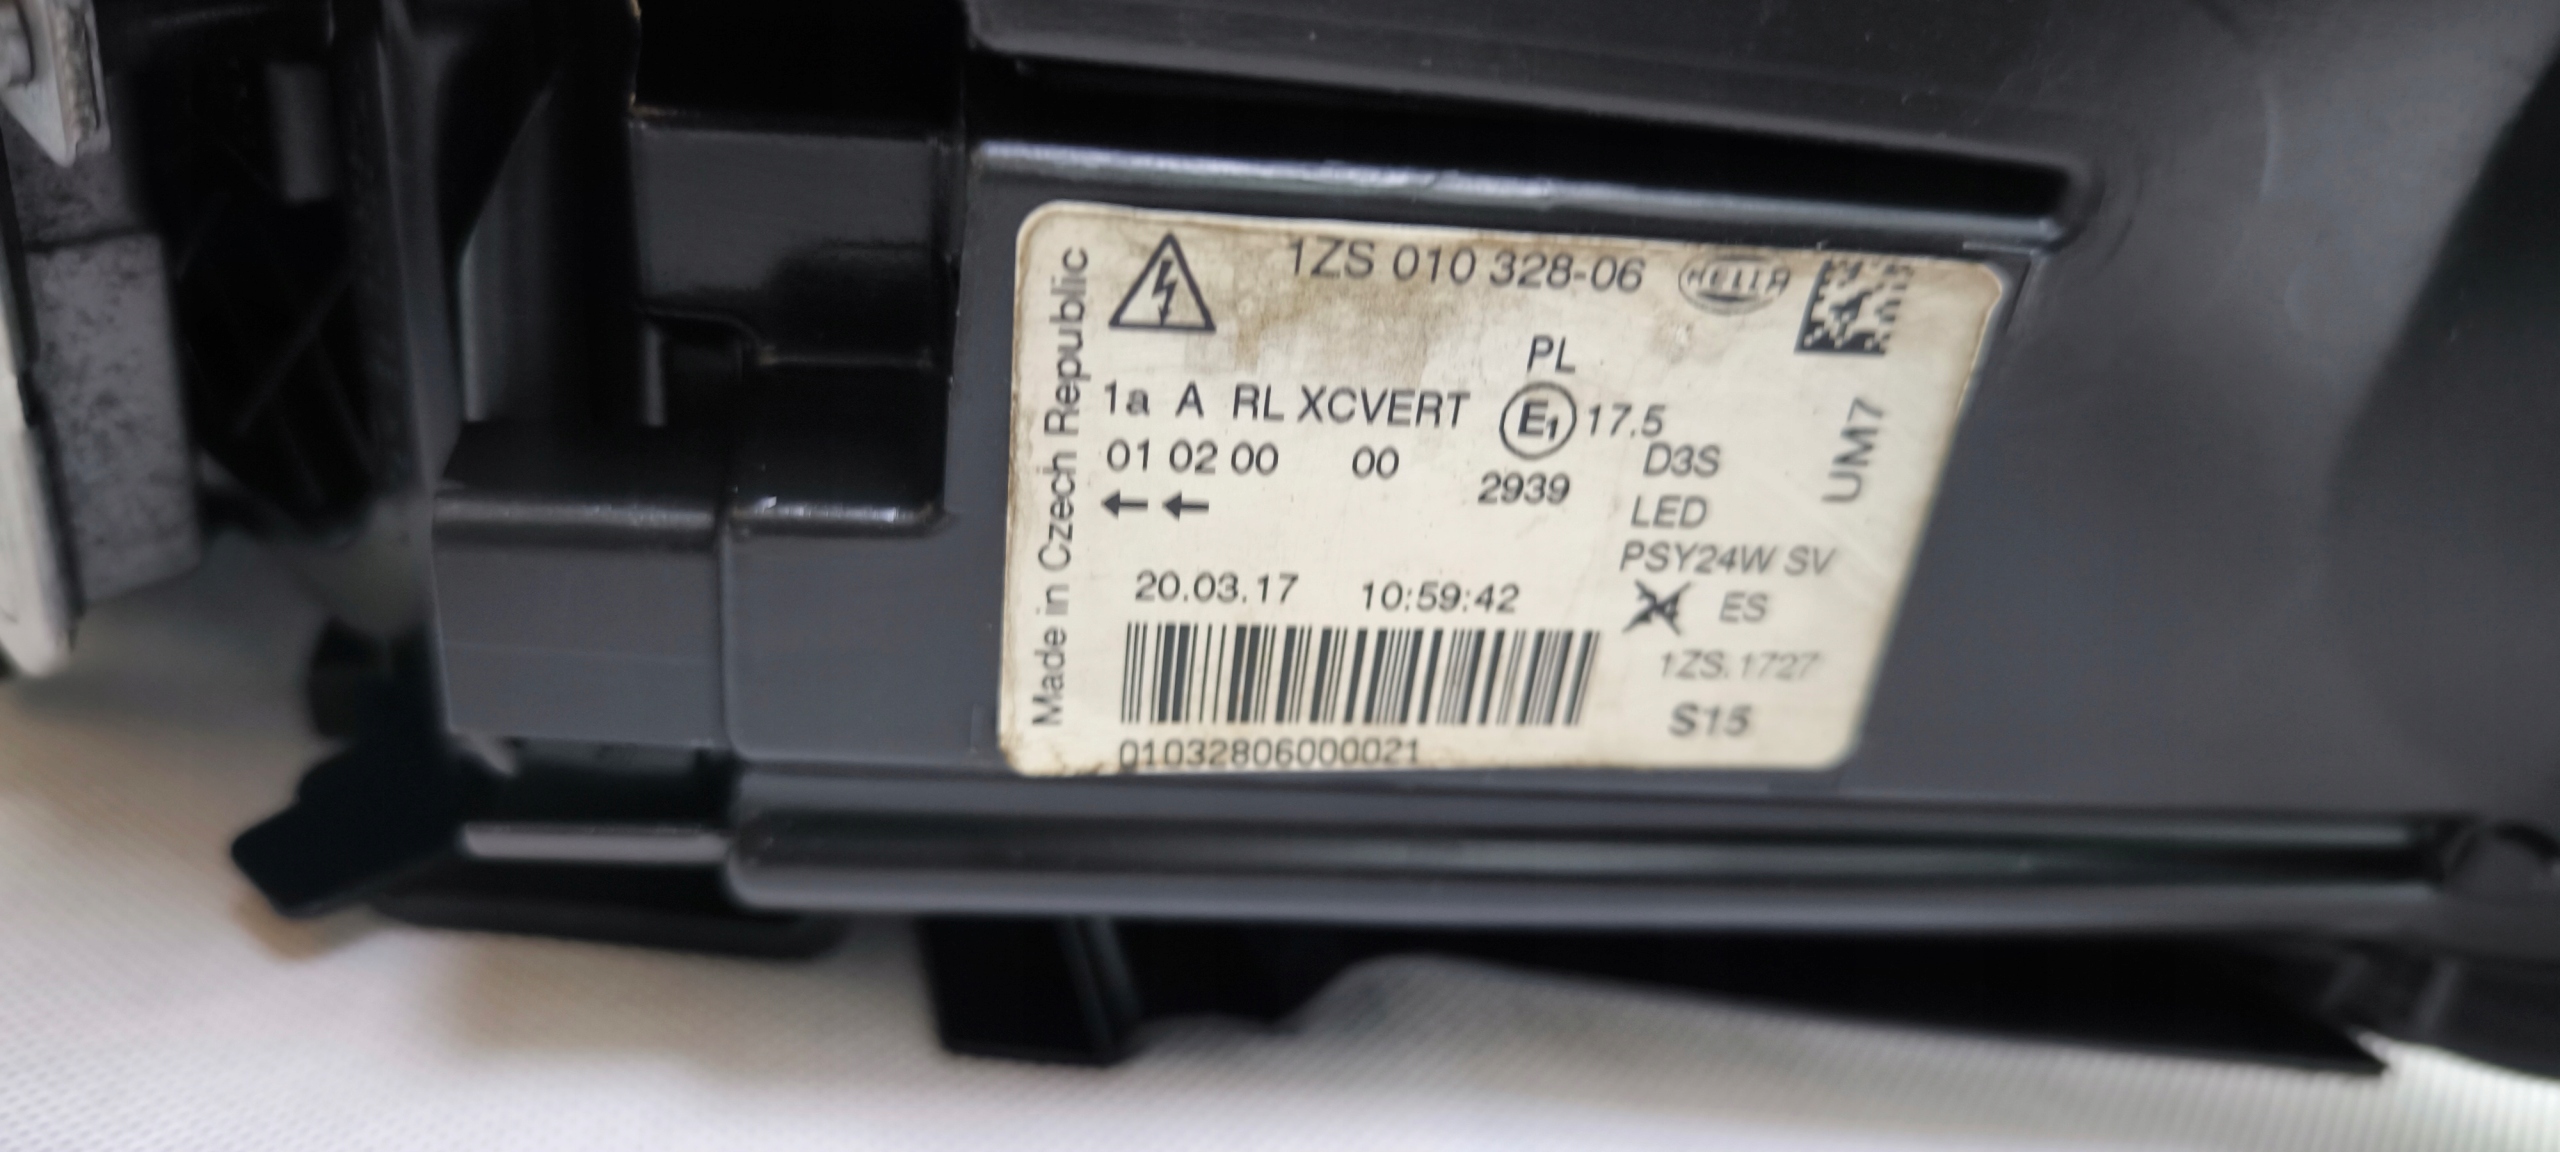 Made in Czech Republic
1ZS 010 328-06 HELLA
PL
1a A RL XCVERT E1 17.5
01 02 00 00 2939 D3S
← ← LED
PSY24W SV
20.03.17 10:59:42 24 ES
1ZS.1727
S15
01032806000021
UM7